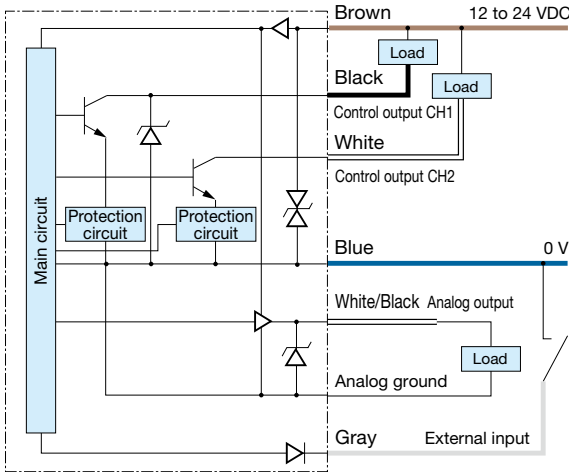 Brown
12 to 24 VDC
Load
Black
Load
Control output CH1
White
Control output CH2
Main circuit
Protection
circuit
Protection
circuit
Blue
0 V
White/Black
Analog output
Load
Analog ground
Gray
External input